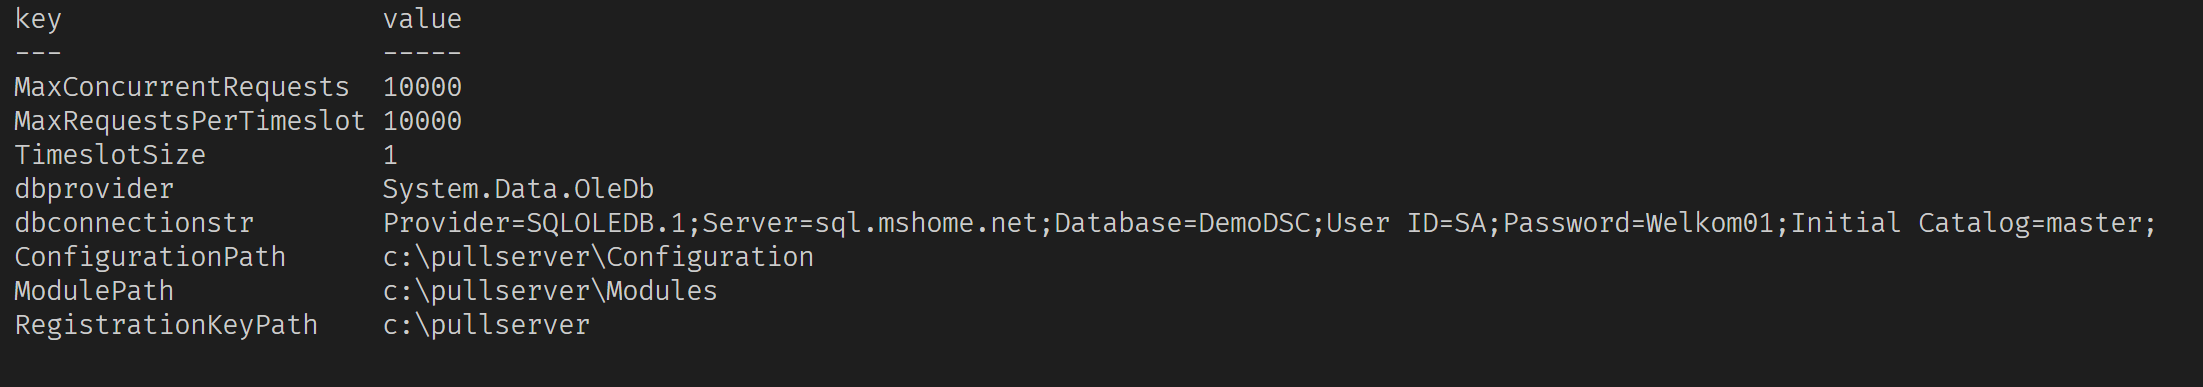 key                    value
---                    -----
MaxConcurrentRequests  10000
MaxRequestsPerTimeslot 10000
TimeslotSize           1
dbprovider             System.Data.OleDb
dbconnectionstr        Provider=SQLOLEDB.1;Server=sql.mshome.net;Database=DemoDSC;User ID=SA;Password=Welkom01;Initial Catalog=master;
ConfigurationPath      c:\pullserver\Configuration
ModulePath             c:\pullserver\Modules
RegistrationKeyPath    c:\pullserver